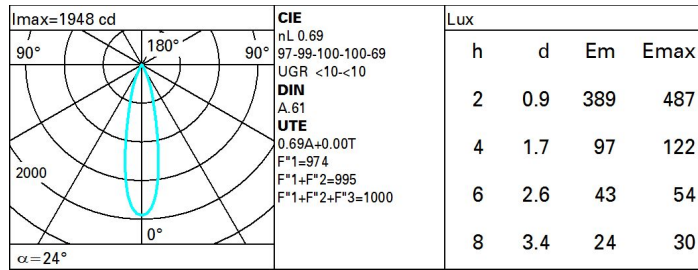 Imax=1948 cd
90° 180° 90°
2000
0°
α=24°
CIE
nL 0.69
97-99-100-100-69
UGR <10-<10
DIN
A.61
UTE
0.69A+0.00T
F"1=974
F"1+F"2=995
F"1+F"2+F"3=1000
Lux
h d Em Emax
2 0.9 389 487
4 1.7 97 122
6 2.6 43 54
8 3.4 24 30